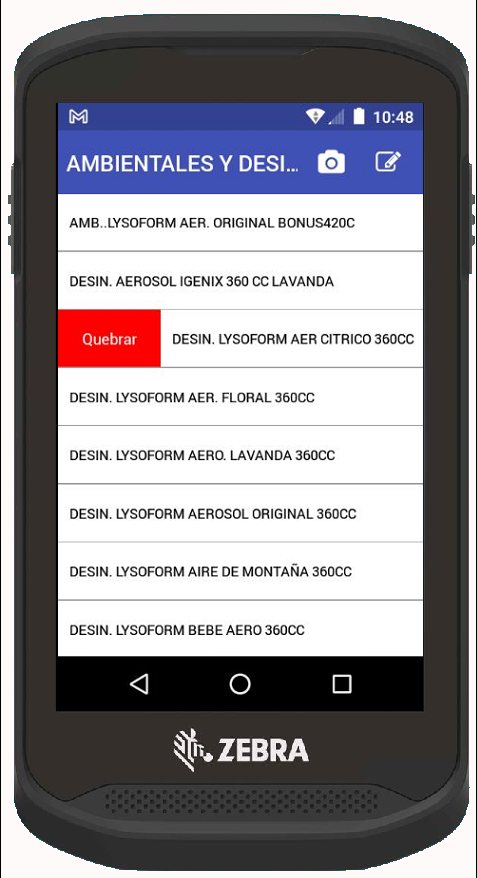 10:48
AMBIENTALES Y DESI...
AMB..LYSOFORM AER. ORIGINAL BONUS420C
DESIN. AEROSOL IGENIX 360 CC LAVANDA
Quebrar DESIN. LYSOFORM AER CITRICO 360CC
DESIN. LYSOFORM AER. FLORAL 360CC
DESIN. LYSOFORM AERO. LAVANDA 360CC
DESIN. LYSOFORM AEROSOL ORIGINAL 360CC
DESIN. LYSOFORM AIRE DE MONTAÑA 360CC
DESIN. LYSOFORM BEBE AERO 360CC
ZEBRA